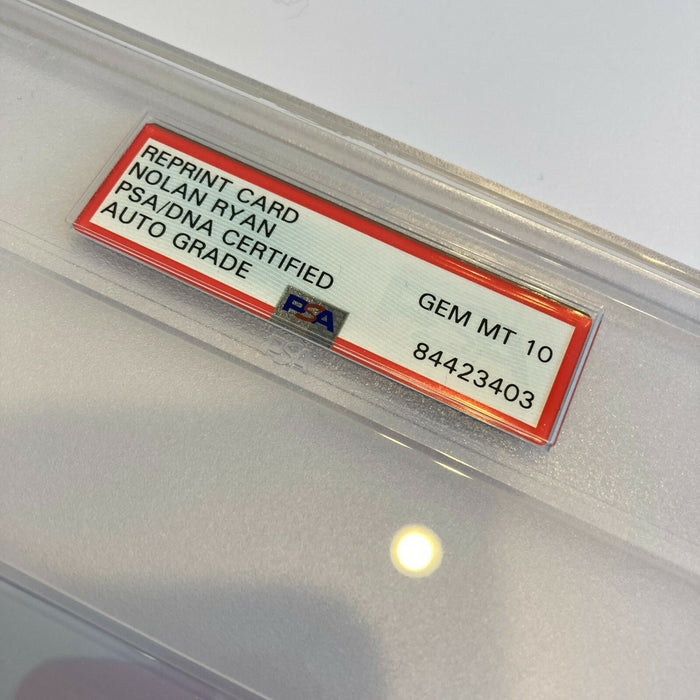 REPRINT CARD
NOLAN RYAN
PSA/DNA CERTIFIED
AUTO GRADE
GEM MT 10
84423403
PSA